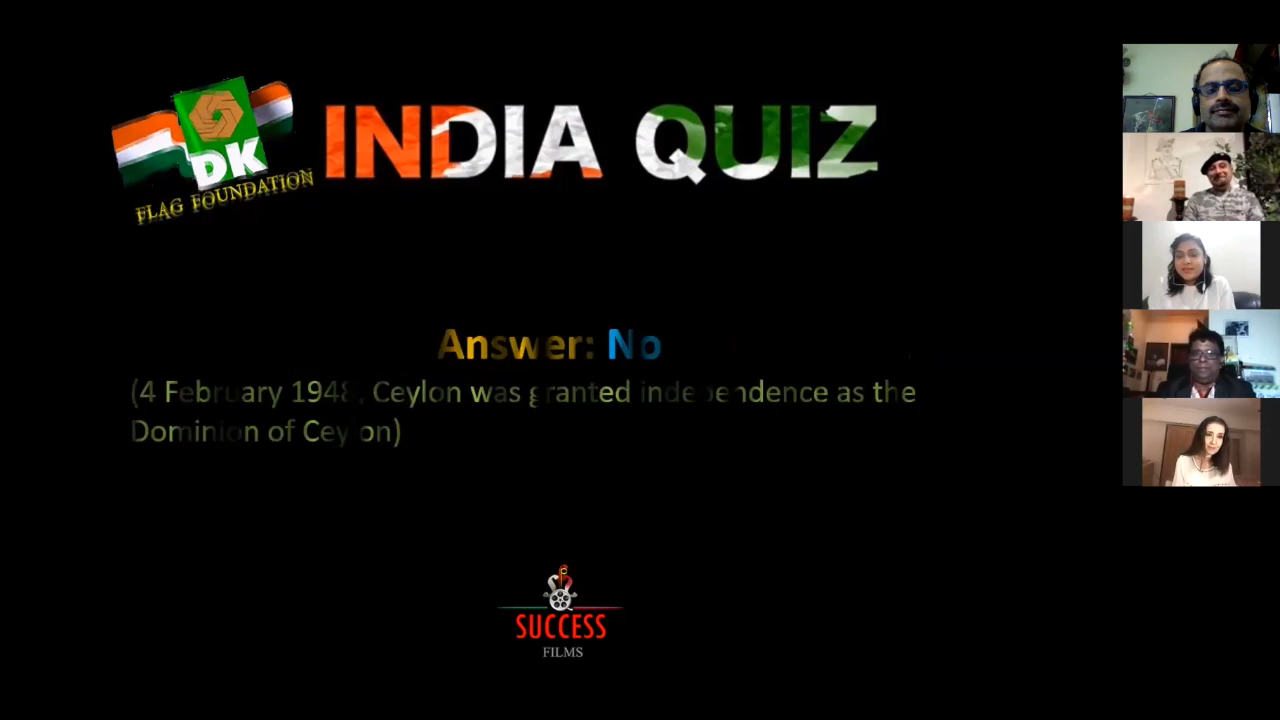 DK
FLAG FOUNDATION
INDIA QUIZ
Answer: No
(4 February 1948, Ceylon was granted independence as the
Dominion of Ceylon)
SUCCESS
FILMS